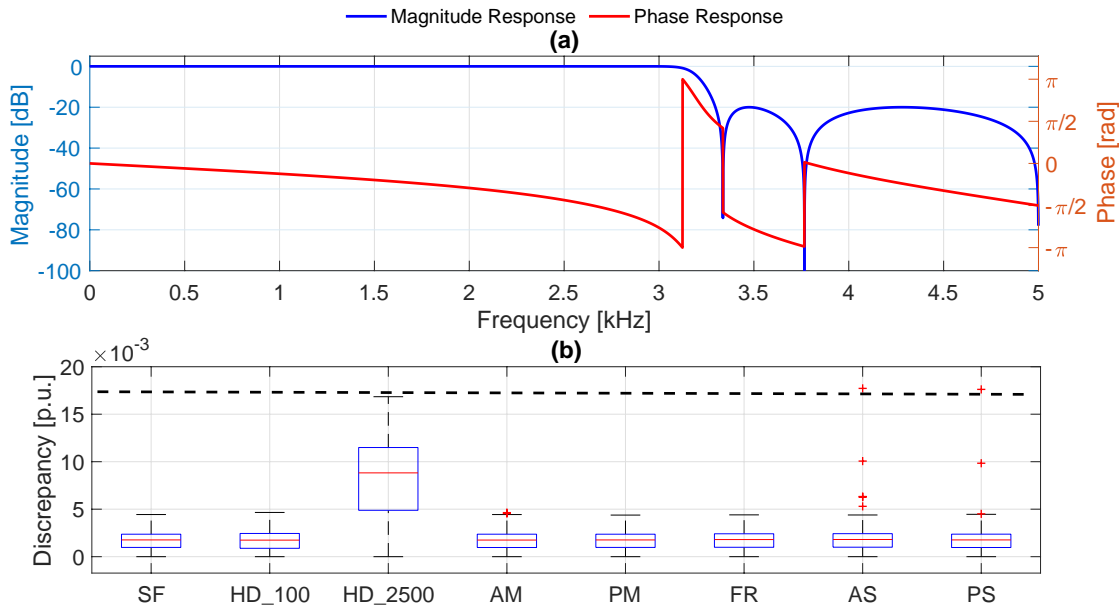 Magnitude Response Phase Response
(a)
0
-20
-40
-60
-80
-100
Magnitude [dB]
π
π/2
0
-π/2
-π
Phase [rad]
0 0.5 1 1.5 2 2.5 3 3.5 4 4.5 5
Frequency [kHz]
(b)
×10⁻³
20
15
10
5
0
Discrepancy [p.u.]
SF HD_100 HD_2500 AM PM FR AS PS